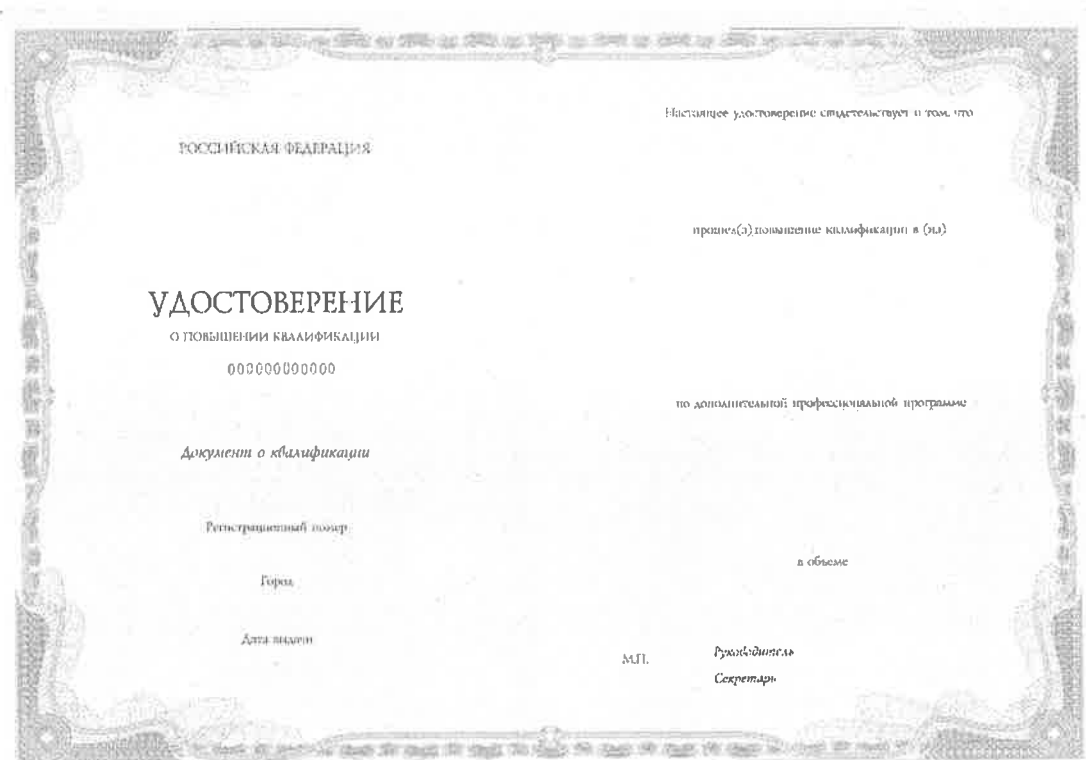 РОССИЙСКАЯ ФЕДЕРАЦИЯ
УДОСТОВЕРЕНИЕ
О ПОВЫШЕНИИ КВАЛИФИКАЦИИ
000000000000
Документ о квалификации
Регистрационный номер
Город
Дата выдачи
Настоящее удостоверение свидетельствует о том, что
прошел(а) повышение квалификации в (на)
по дополнительной профессиональной программе
в объеме
М.П.
Руководитель
Секретарь